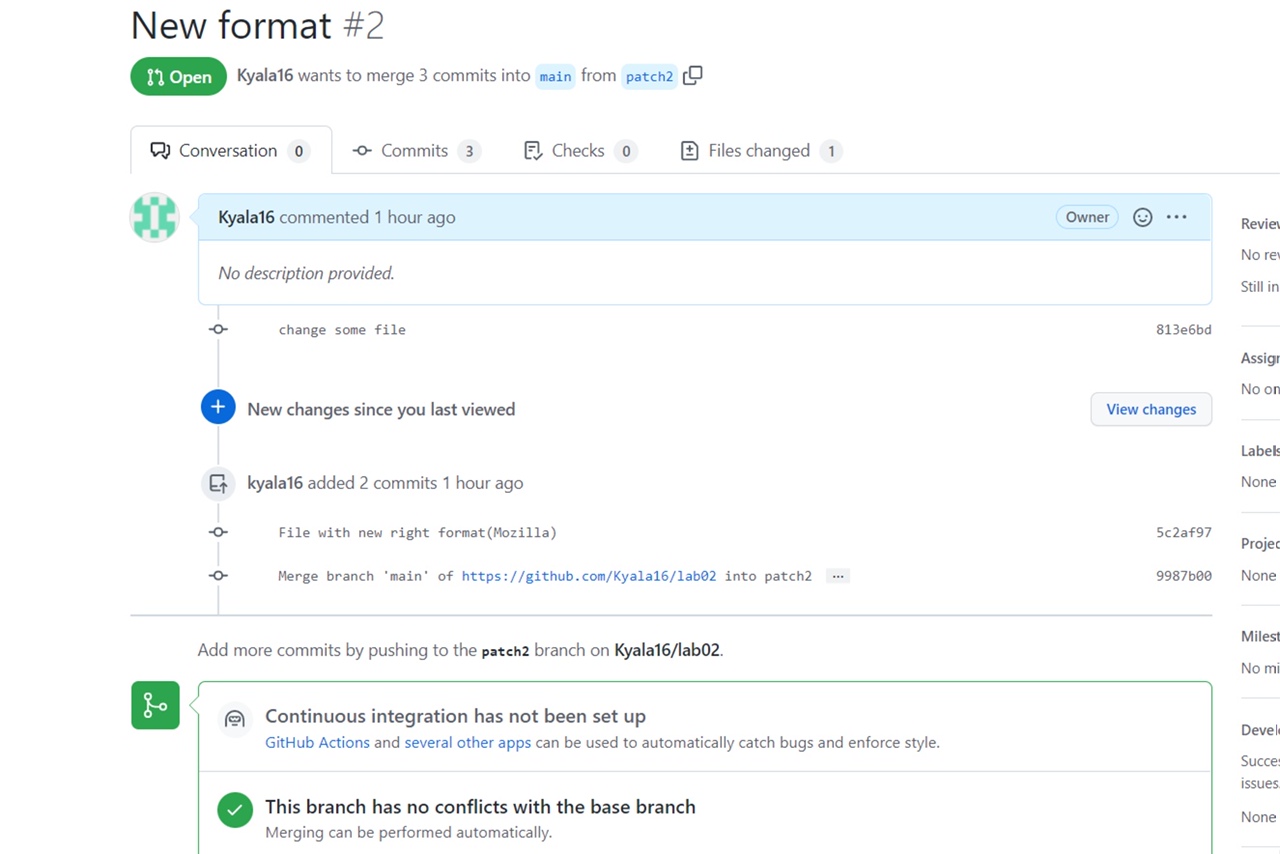 New format #2
Open Kyala16 wants to merge 3 commits into main from patch2
Conversation 0 Commits 3 Checks 0 Files changed 1
Kyala16 commented 1 hour ago Owner
No description provided.
change some file 813e6bd
New changes since you last viewed View changes
kyala16 added 2 commits 1 hour ago
File with new right format(Mozilla) 5c2af97
Merge branch 'main' of https://github.com/Kyala16/lab02 into patch2 ... 9987b00
Add more commits by pushing to the patch2 branch on Kyala16/lab02.
Continuous integration has not been set up
GitHub Actions and several other apps can be used to automatically catch bugs and enforce style.
This branch has no conflicts with the base branch
Merging can be performed automatically.
Review
No rev
Still in
Assign
No on
Labels
None
Projec
None
Milest
No mi
Develo
Succes
issues.
None